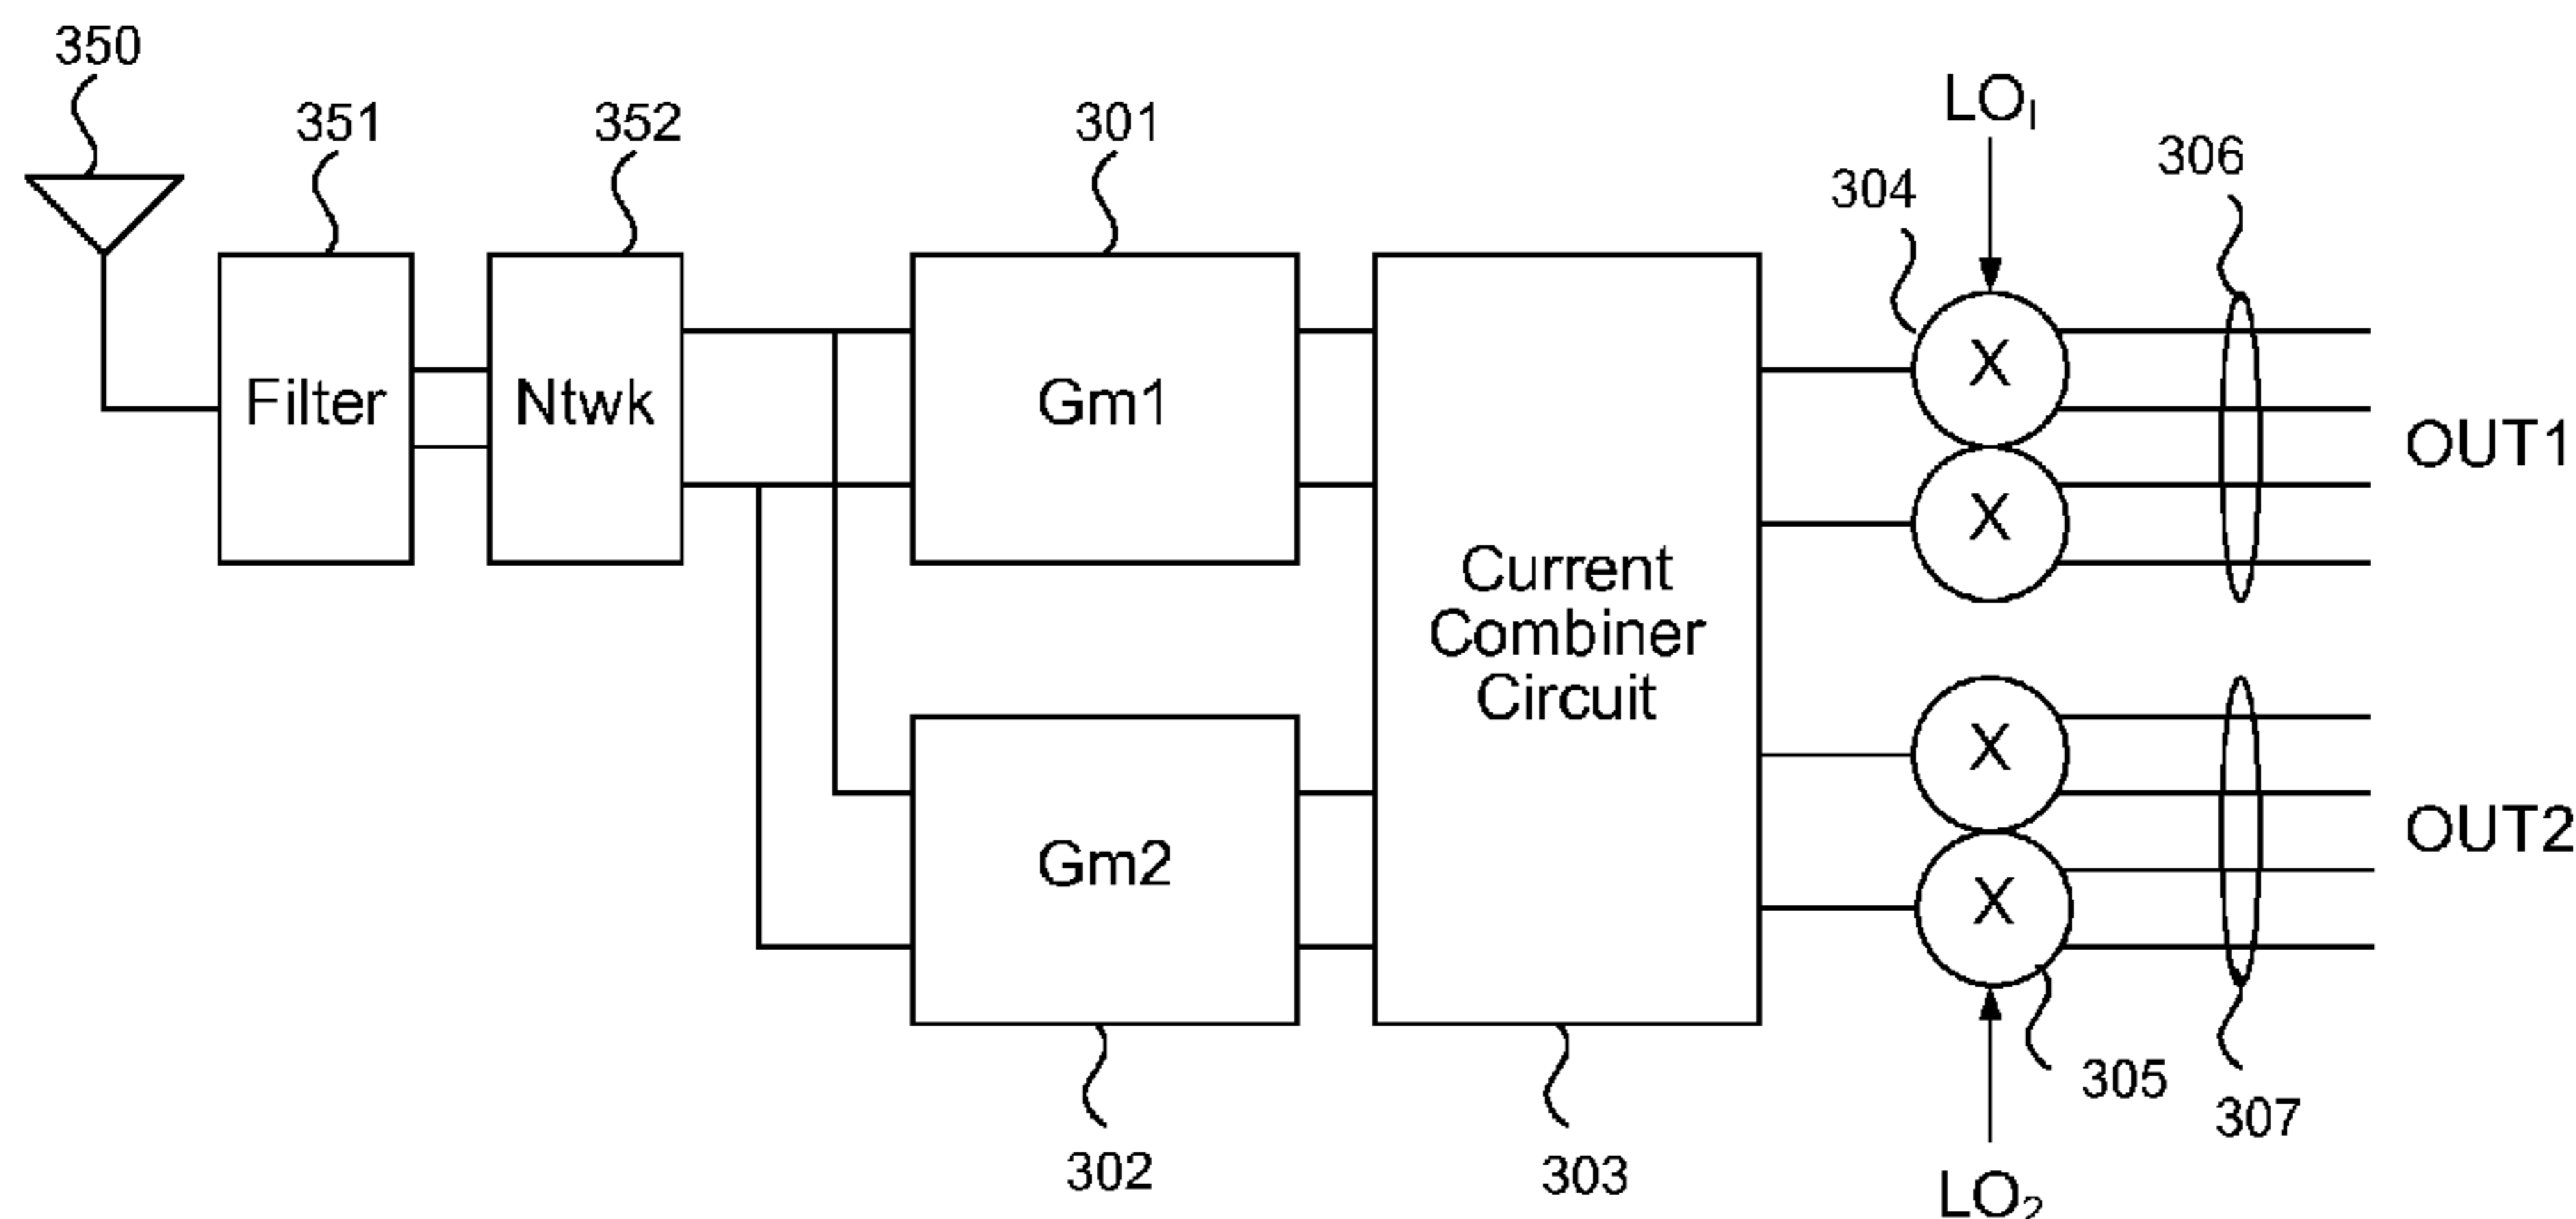 350
351
352
301
LO₁
306
304
Filter
Ntwk
Gm1
X
X
OUT1
Current
Combiner
Circuit
X
OUT2
Gm2
X
305
307
302
303
LO₂